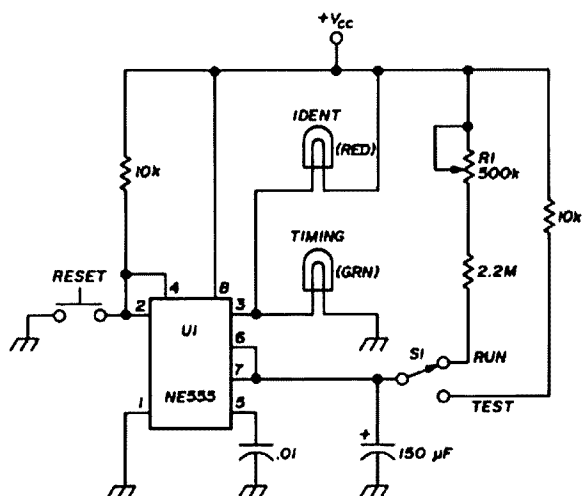 +VCC
IDENT
(RED)
R1
500k
10k
10k
TIMING
(GRN)
2.2M
RESET
4
8
2
3
U1
6
S1
RUN
7
NE555
TEST
1
5
+
.01
150 µF